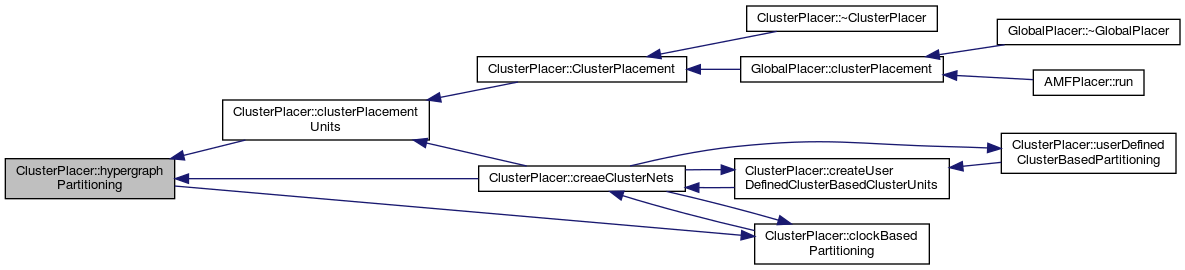 ClusterPlacer::~ClusterPlacer
GlobalPlacer::~GlobalPlacer
ClusterPlacer::ClusterPlacement
GlobalPlacer::clusterPlacement
AMFPlacer::run
ClusterPlacer::clusterPlacement
Units
ClusterPlacer::userDefined
ClusterBasedPartitioning
ClusterPlacer::hypergraph
Partitioning
ClusterPlacer::creaeClusterNets
ClusterPlacer::createUser
DefinedClusterBasedClusterUnits
ClusterPlacer::clockBased
Partitioning